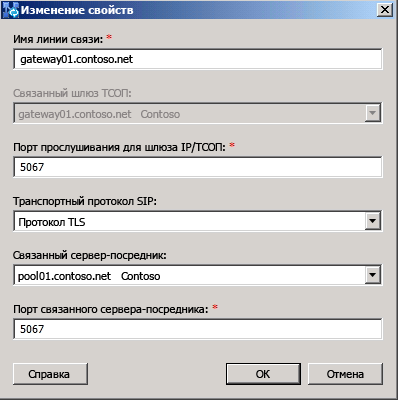 Изменение свойств
Имя линии связи: *
gateway01.contoso.net
Связанный шлюз ТСОП:
gateway01.contoso.net Contoso
Порт прослушивания для шлюза IP/ТСОП: *
5067
Транспортный протокол SIP:
Протокол TLS
Связанный сервер-посредник:
pool01.contoso.net Contoso
Порт связанного сервера-посредника: *
5067
Справка OK Отмена